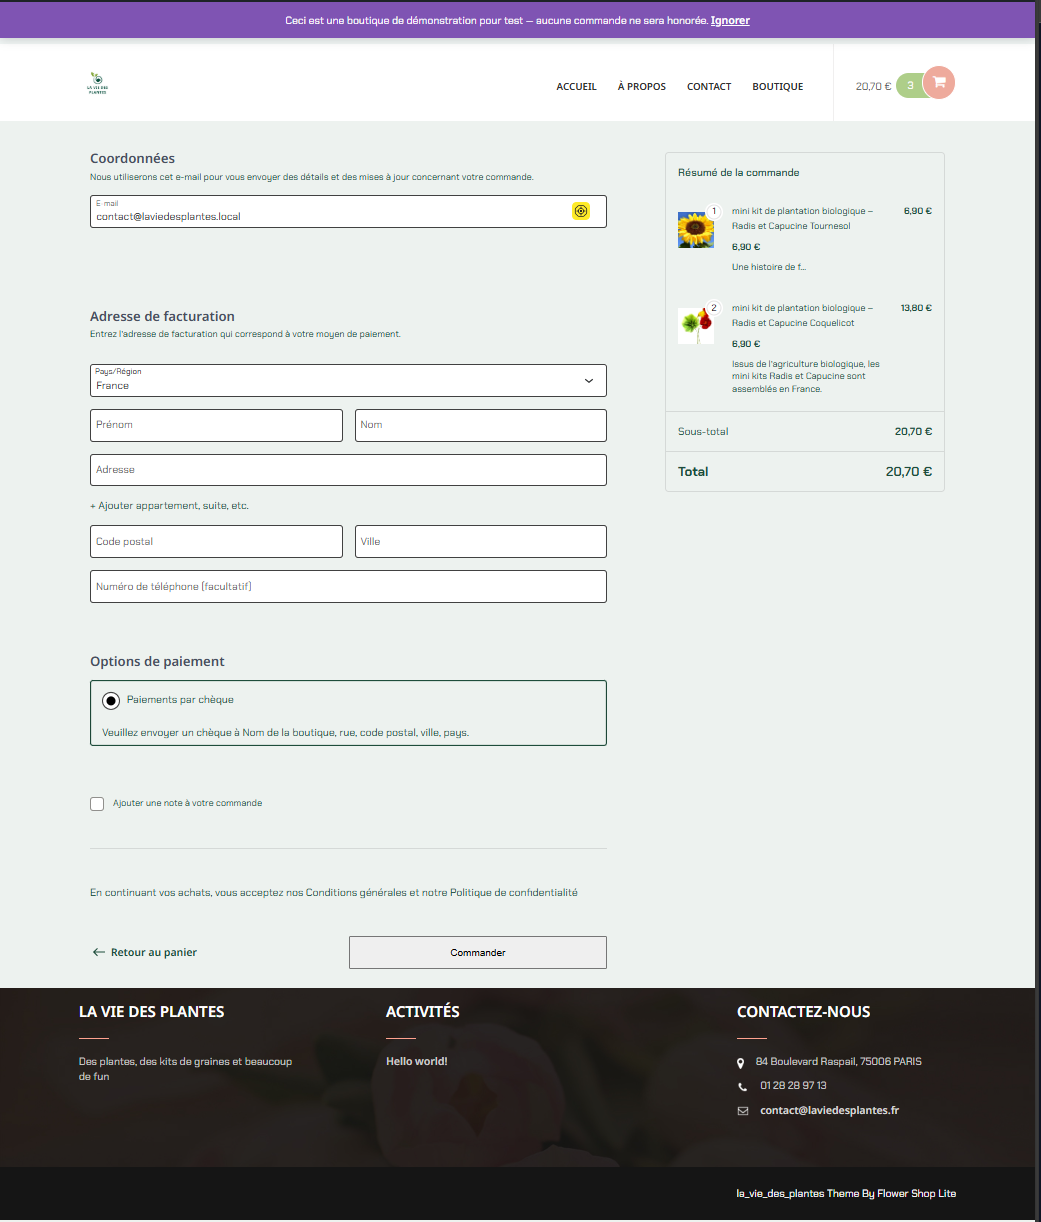 Ceci est une boutique de démonstration pour test — aucune commande ne sera honorée. Ignorer
LA VIE DES
PLANTES
ACCUEIL
À PROPOS
CONTACT
BOUTIQUE
20,70 €
3
Coordonnées
Nous utiliserons cet e-mail pour vous envoyer des détails et des mises à jour concernant votre commande.
E-mail
contact@laviedesplantes.local
Adresse de facturation
Entrez l'adresse de facturation qui correspond à votre moyen de paiement.
Pays/Région
France
Prénom
Nom
Adresse
+ Ajouter appartement, suite, etc.
Code postal
Ville
Numéro de téléphone (facultatif)
Options de paiement
Paiements par chèque
Veuillez envoyer un chèque à Nom de la boutique, rue, code postal, ville, pays.
Ajouter une note à votre commande
En continuant vos achats, vous acceptez nos Conditions générales et notre Politique de confidentialité
Retour au panier
Commander
Résumé de la commande
1
mini kit de plantation biologique –
Radis et Capucine Tournesol
6,90 €
6,90 €
Une histoire de f…
2
mini kit de plantation biologique –
Radis et Capucine Coquelicot
13,80 €
6,90 €
Issus de l'agriculture biologique, les
mini kits Radis et Capucine sont
assemblés en France.
Sous-total
20,70 €
Total
20,70 €
LA VIE DES PLANTES
Des plantes, des kits de graines et beaucoup
de fun
ACTIVITÉS
Hello world!
CONTACTEZ-NOUS
84 Boulevard Raspail, 75006 PARIS
01 28 28 97 13
contact@laviedesplantes.fr
la_vie_des_plantes Theme By Flower Shop Lite